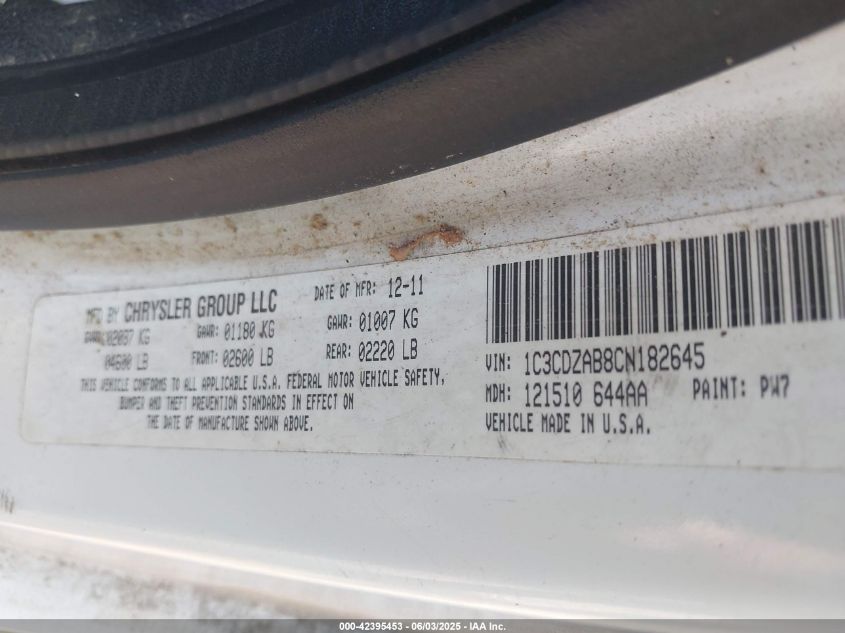 MFD BY CHRYSLER GROUP LLC DATE OF MFR: 12-11
GVWR: 02087 KG GAWR: 01180 KG GAWR: 01007 KG
04600 LB FRONT: 02600 LB REAR: 02220 LB
THIS VEHICLE CONFORMS TO ALL APPLICABLE U.S.A. FEDERAL MOTOR VEHICLE SAFETY,
BUMPER AND THEFT PREVENTION STANDARDS IN EFFECT ON
THE DATE OF MANUFACTURE SHOWN ABOVE.
VIN: 1C3CDZAB8CN182645
MDH: 121510 644AA PAINT: PW7
VEHICLE MADE IN U.S.A.
000-42395453 - 06/03/2025 - IAA Inc.